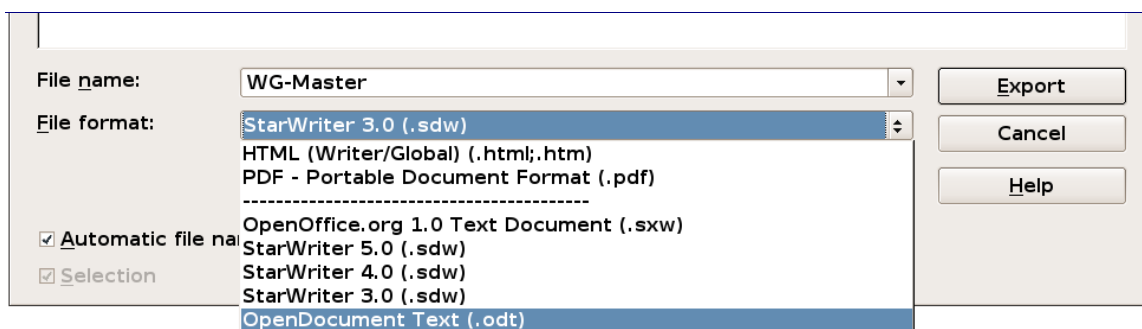 File name:
WG-Master
Export
File format:
StarWriter 3.0 (.sdw)
Cancel
HTML (Writer/Global) (.html;.htm)
PDF - Portable Document Format (.pdf)
Help
------------------------------------------
OpenOffice.org 1.0 Text Document (.sxw)
Automatic file na
StarWriter 5.0 (.sdw)
StarWriter 4.0 (.sdw)
Selection
StarWriter 3.0 (.sdw)
OpenDocument Text (.odt)